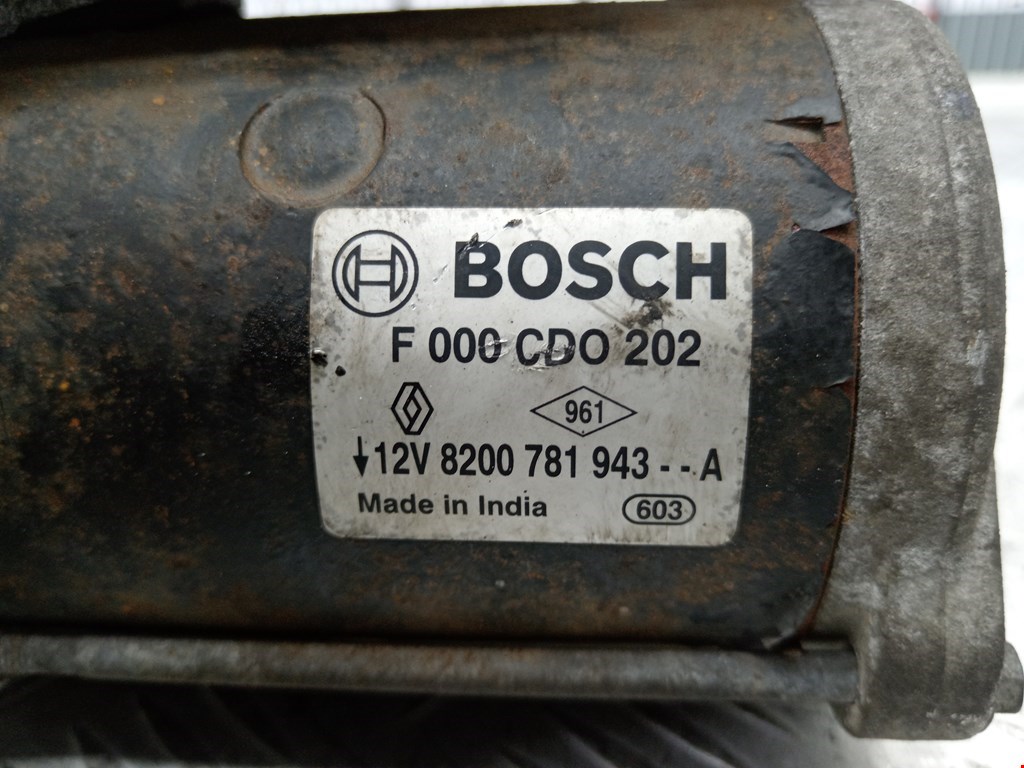 BOSCH
F 000 CDO 202
961
12V 8200 781 943 - - A
Made in India 603